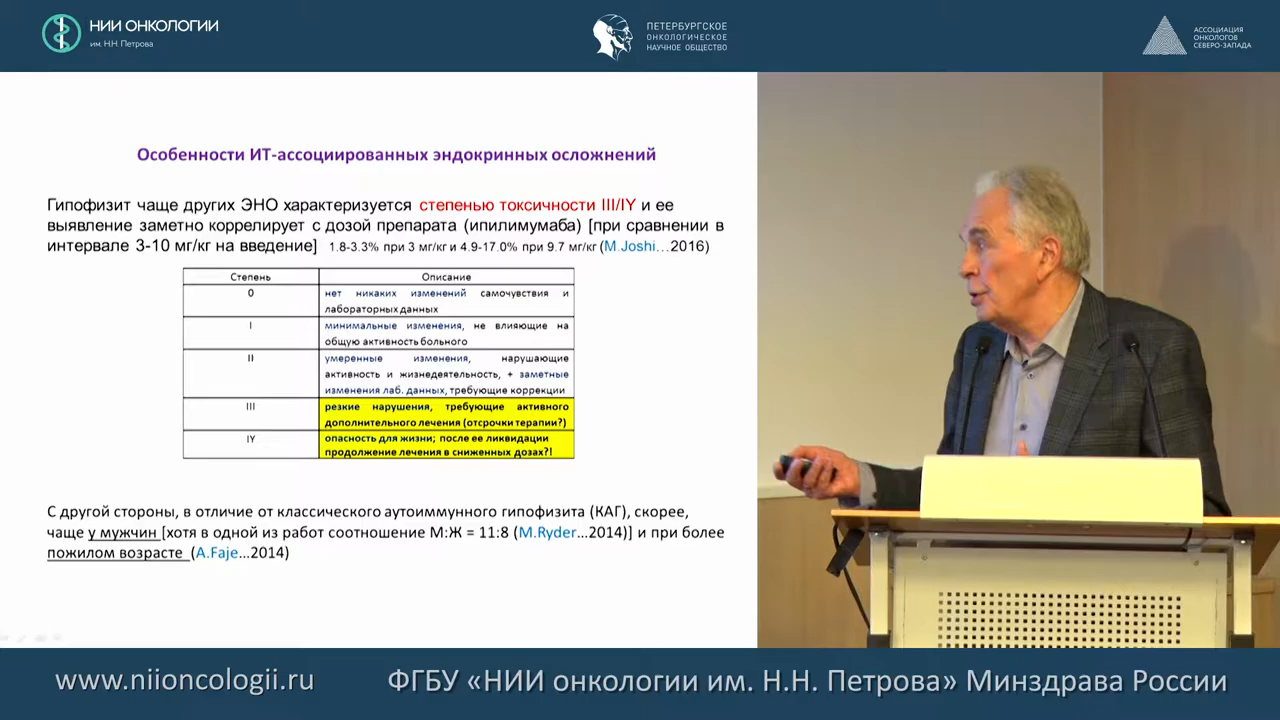 НИИ ОНКОЛОГИИ
им. Н.Н. Петрова
ПЕТЕРБУРГСКОЕ
ОНКОЛОГИЧЕСКОЕ
НАУЧНОЕ ОБЩЕСТВО
АССОЦИАЦИЯ
ОНКОЛОГОВ
СЕВЕРО-ЗАПАДА
Особенности ИТ-ассоциированных эндокринных осложнений
Гипофизит чаще других ЭНО характеризуется степенью токсичности III/IY и ее
выявление заметно коррелирует с дозой препарата (ипилимумаба) [при сравнении в
интервале 3-10 мг/кг на введение] 1.8-3.3% при 3 мг/кг и 4.9-17.0% при 9.7 мг/кг (M.Joshi...2016)
Степень Описание
0 нет никаких изменений самочувствия и
лабораторных данных
I минимальные изменения, не влияющие на
общую активность больного
II умеренные изменения, нарушающие
активность и жизнедеятельность, + заметные
изменения лаб. данных, требующие коррекции
III резкие нарушения, требующие активного
дополнительного лечения (отсрочки терапии?)
IY опасность для жизни; после ее ликвидации
продолжение лечения в сниженных дозах?!
С другой стороны, в отличие от классического аутоиммунного гипофизита (КАГ), скорее,
чаще у мужчин [хотя в одной из работ соотношение М:Ж = 11:8 (M.Ryder...2014)] и при более
пожилом возрасте (A.Faje...2014)
www.niioncologii.ru
ФГБУ «НИИ онкологии им. Н.Н. Петрова» Минздрава России